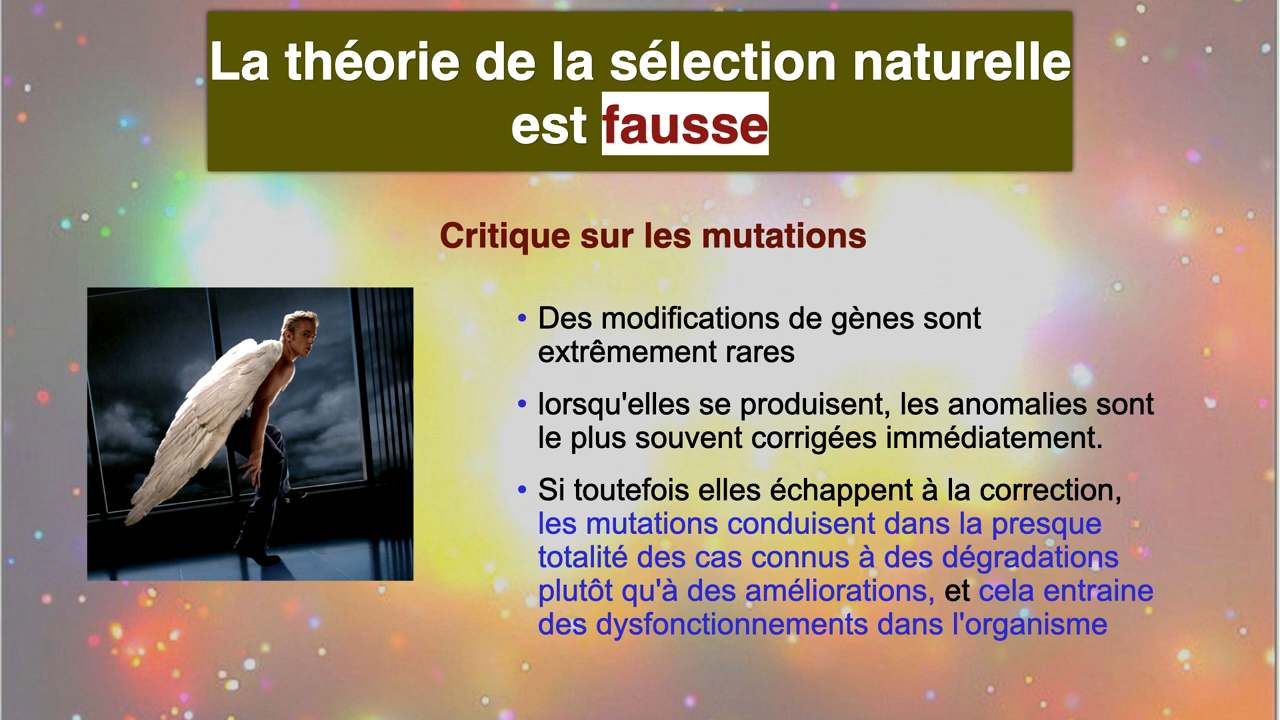 La théorie de la sélection naturelle
est fausse
Critique sur les mutations
• Des modifications de gènes sont
extrêmement rares
• lorsqu'elles se produisent, les anomalies sont
le plus souvent corrigées immédiatement.
• Si toutefois elles échappent à la correction,
les mutations conduisent dans la presque
totalité des cas connus à des dégradations
plutôt qu'à des améliorations, et cela entraine
des dysfonctionnements dans l'organisme